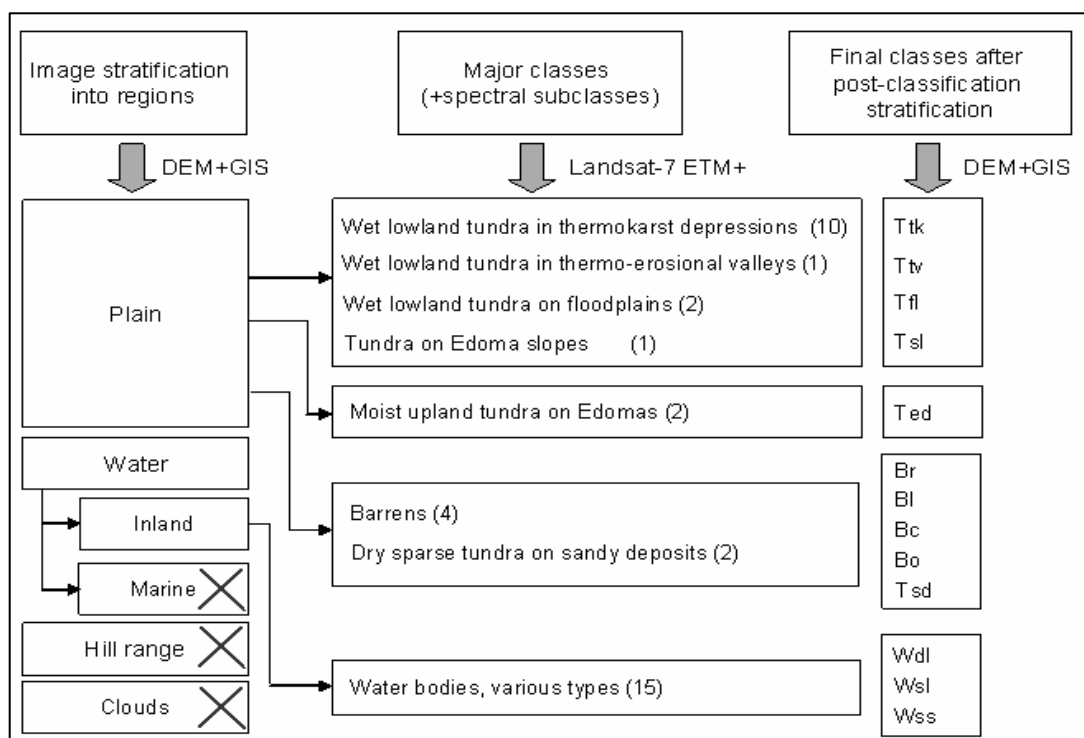 Image stratification
into regions
Major classes
(+spectral subclasses)
Final classes after
post-classification
stratification
DEM+GIS
Landsat-7 ETM+
DEM+GIS
Plain
Water
Inland
Marine
Hill range
Clouds
Wet lowland tundra in thermokarst depressions (10)
Wet lowland tundra in thermo-erosional valleys (1)
Wet lowland tundra on floodplains (2)
Tundra on Edoma slopes (1)
Moist upland tundra on Edomas (2)
Barrens (4)
Dry sparse tundra on sandy deposits (2)
Water bodies, various types (15)
Ttk
Ttv
Tfl
Tsl
Ted
Br
Bl
Bc
Bo
Tsd
Wdl
Wsl
Wss